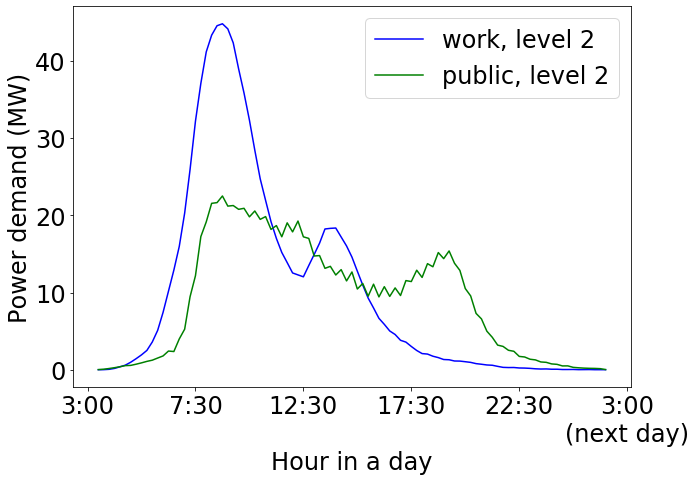 work, level 2
public, level 2
Power demand (MW)
40
30
20
10
0
3:00 7:30 12:30 17:30 22:30 3:00
(next day)
Hour in a day